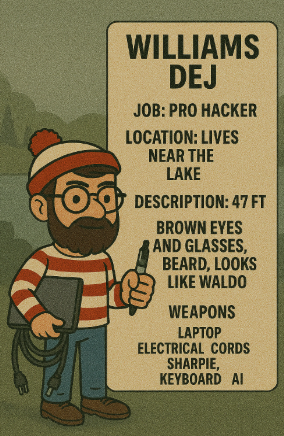 WILLIAMS
DEJ
JOB: PRO HACKER
LOCATION: LIVES
NEAR THE
LAKE
DESCRIPTION: 47 FT
BROWN EYES
AND GLASSES,
BEARD, LOOKS
LIKE WALDO
WEAPONS
LAPTOP
ELECTRICAL CORDS
SHARPIE,
KEYBOARD AI